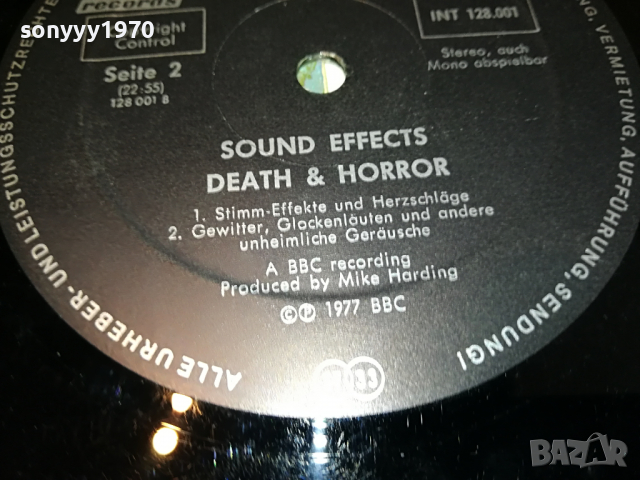 sonyyy1970
records
Control
INT 128.001
Stereo, auch
Mono abspielbar
Seite 2
(22:55)
128 001 B
SOUND EFFECTS
DEATH & HORROR
1. Stimm-Effekte und Herzschläge
2. Gewitter, Glockenläuten und andere
unheimliche Geräusche
A BBC recording
Produced by Mike Harding
©℗ 1977 BBC
ALLE URHEBER- UND LEISTUNGSSCHUTZRECHTE
VERMIETUNG, AUFFÜHRUNG, SENDUNG!
33
BAZAR